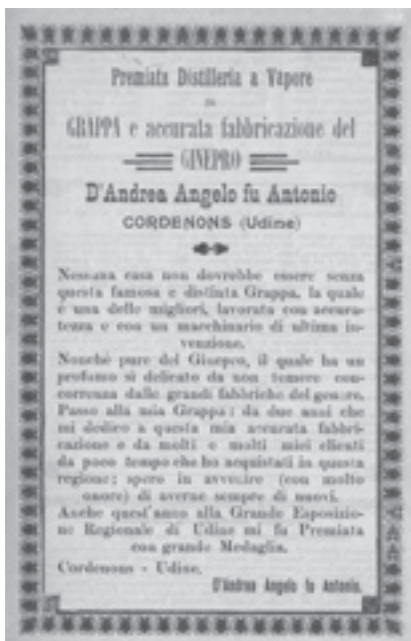 Premiata Distilleria a Vapore
DI
GRAPPA e accurata fabbricazione del
GINEPRO
D'Andrea Angelo fu Antonio
CORDENONS (Udine)
Nessuna casa non dovrebbe essere senza
questa famosa e distinta Grappa, la quale
è una delle migliori, lavorata con accura-
tezza e con un macchinario di ultima in-
venzione.
Nonchè pure del Ginepro, il quale ha un
profumo sì delicato da non temere con-
correnza dalle grandi fabbriche del genere.
Passo alla mia Grappa: da due anni che
mi dedico a questa mia accurata fabbri-
cazione e da molti e molti miei clienti
da poco tempo che ho acquistati in questa
regione; spero in avvenire (con molto
onore) di averne sempre di nuovi.
Anche quest'anno alla Grande Esposizio-
ne Regionale di Udine mi fu Premiata
con grande Medaglia.
Cordenons - Udine.
D'Andrea Angelo fu Antonio.